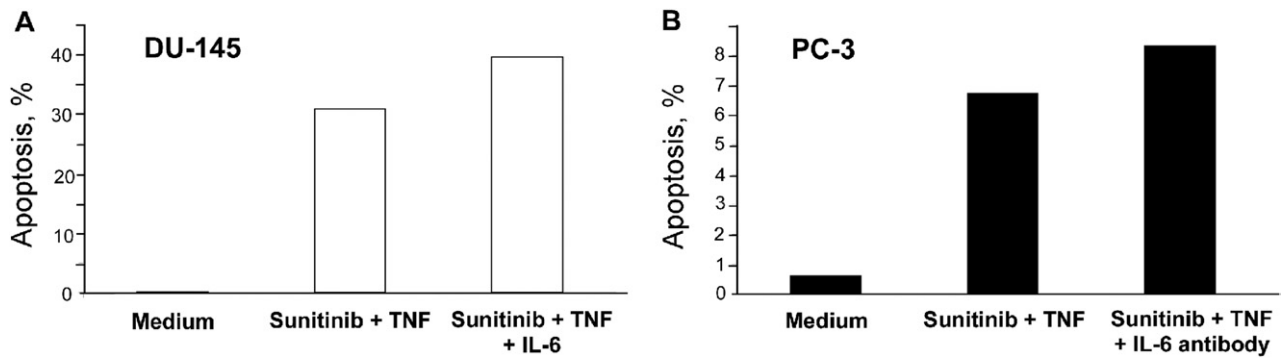 A
DU-145
Apoptosis, %
40
30
20
10
0
Medium
Sunitinib + TNF
Sunitinib + TNF
+ IL-6
B
PC-3
Apoptosis, %
8
7
6
5
4
3
2
1
0
Medium
Sunitinib + TNF
Sunitinib + TNF
+ IL-6 antibody